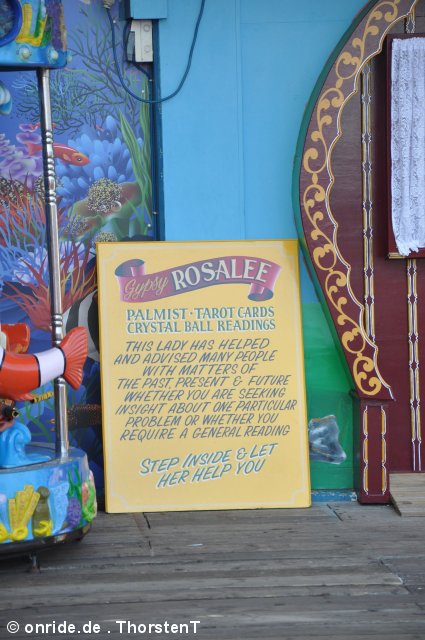 Gypsy ROSALEE
PALMIST · TAROT CARDS
CRYSTAL BALL READINGS
THIS LADY HAS HELPED
AND ADVISED MANY PEOPLE
WITH MATTERS OF
THE PAST, PRESENT & FUTURE
WHETHER YOU ARE SEEKING
INSIGHT ABOUT ONE PARTICULAR
PROBLEM OR WHETHER YOU
REQUIRE A GENERAL READING
STEP INSIDE & LET
HER HELP YOU
© onride.de . ThorstenT